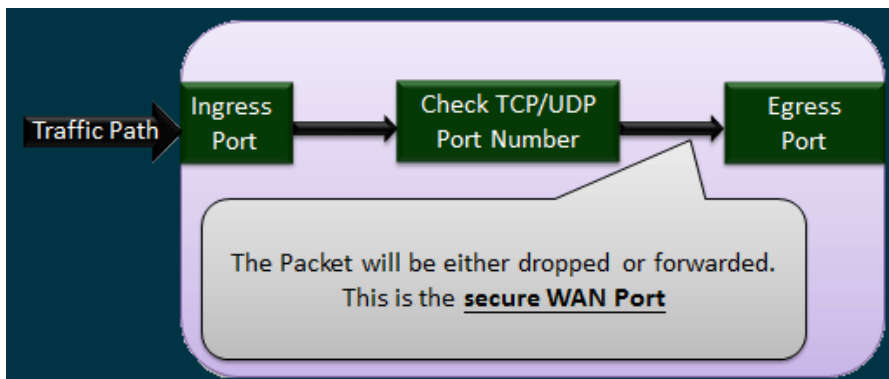 Traffic Path
Ingress
Port
Check TCP/UDP
Port Number
Egress
Port
The Packet will be either dropped or forwarded.
This is the secure WAN Port